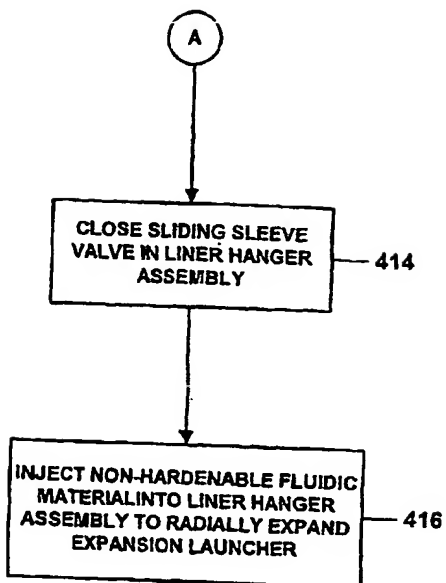 A
CLOSE SLIDING SLEEVE
VALVE IN LINER HANGER
ASSEMBLY
414
INJECT NON-HARDENABLE FLUIDIC
MATERIALINTO LINER HANGER
ASSEMBLY TO RADIALLY EXPAND
EXPANSION LAUNCHER
416